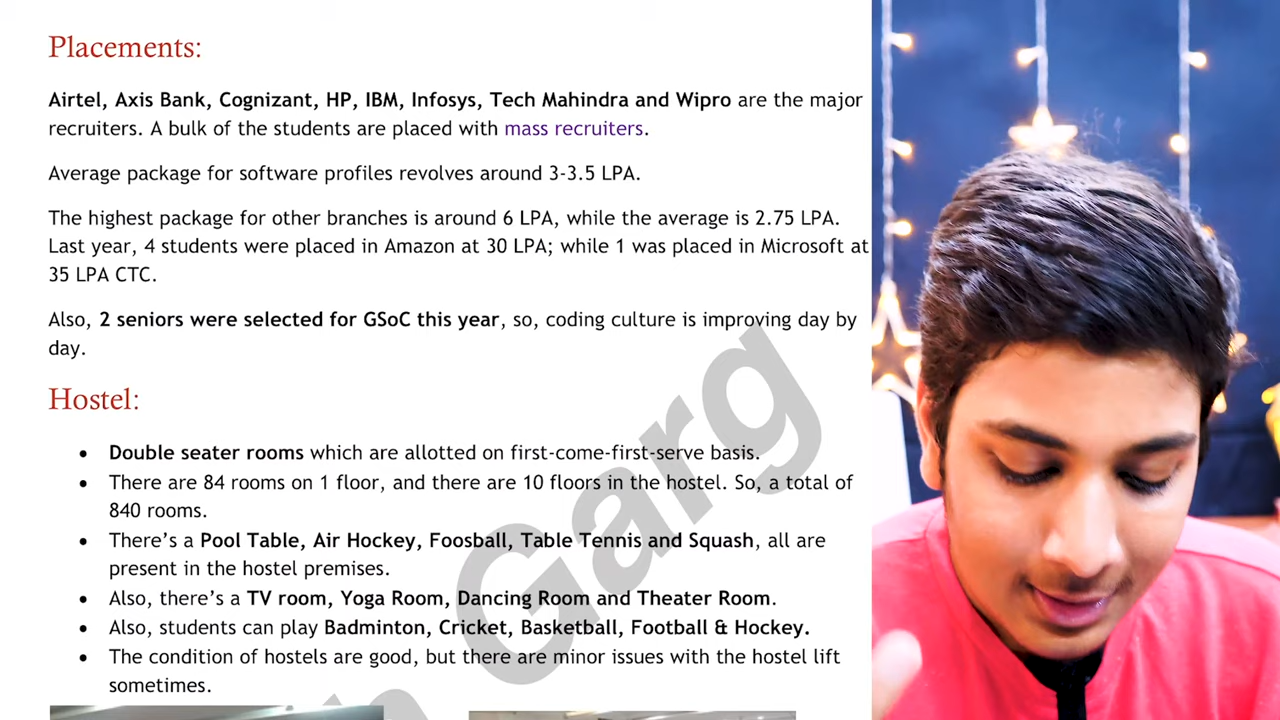 Placements:
Airtel, Axis Bank, Cognizant, HP, IBM, Infosys, Tech Mahindra and Wipro are the major
recruiters. A bulk of the students are placed with mass recruiters.
Average package for software profiles revolves around 3-3.5 LPA.
The highest package for other branches is around 6 LPA, while the average is 2.75 LPA.
Last year, 4 students were placed in Amazon at 30 LPA; while 1 was placed in Microsoft at
35 LPA CTC.
Also, 2 seniors were selected for GSoC this year, so, coding culture is improving day by
day.
Hostel:
• Double seater rooms which are allotted on first-come-first-serve basis.
• There are 84 rooms on 1 floor, and there are 10 floors in the hostel. So, a total of
840 rooms.
• There's a Pool Table, Air Hockey, Foosball, Table Tennis and Squash, all are
present in the hostel premises.
• Also, there's a TV room, Yoga Room, Dancing Room and Theater Room.
• Also, students can play Badminton, Cricket, Basketball, Football & Hockey.
• The condition of hostels are good, but there are minor issues with the hostel lift
sometimes.
Garg